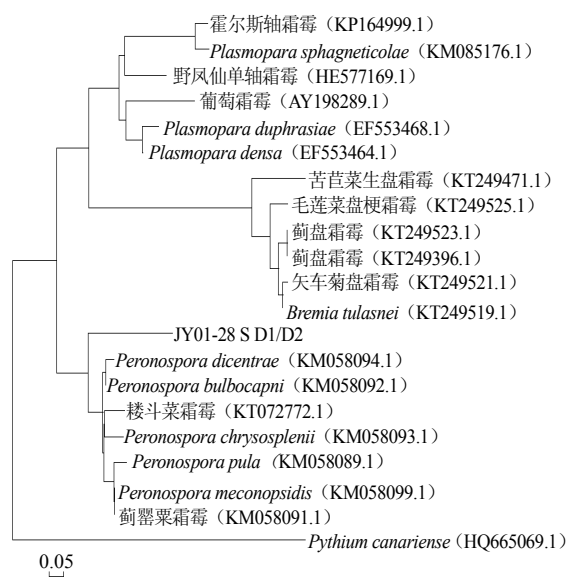 霍尔斯轴霜霉（KP164999.1）
Plasmopara sphagneticolae（KM085176.1）
野凤仙单轴霜霉（HE577169.1）
葡萄霜霉（AY198289.1）
Plasmopara duphrasiae（EF553468.1）
Plasmopara densa（EF553464.1）
苦苣菜生盘霜霉（KT249471.1）
毛莲菜盘梗霜霉（KT249525.1）
蓟盘霜霉（KT249523.1）
蓟盘霜霉（KT249396.1）
矢车菊盘霜霉（KT249521.1）
Bremia tulasnei（KT249519.1）
JY01-28 S D1/D2
Peronospora dicentrae（KM058094.1）
Peronospora bulbocapni（KM058092.1）
耧斗菜霜霉（KT072772.1）
Peronospora chrysosplenii（KM058093.1）
Peronospora pula（KM058089.1）
Peronospora meconopsidis（KM058099.1）
蓟罂粟霜霉（KM058091.1）
Pythium canariense（HQ665069.1）
0.05